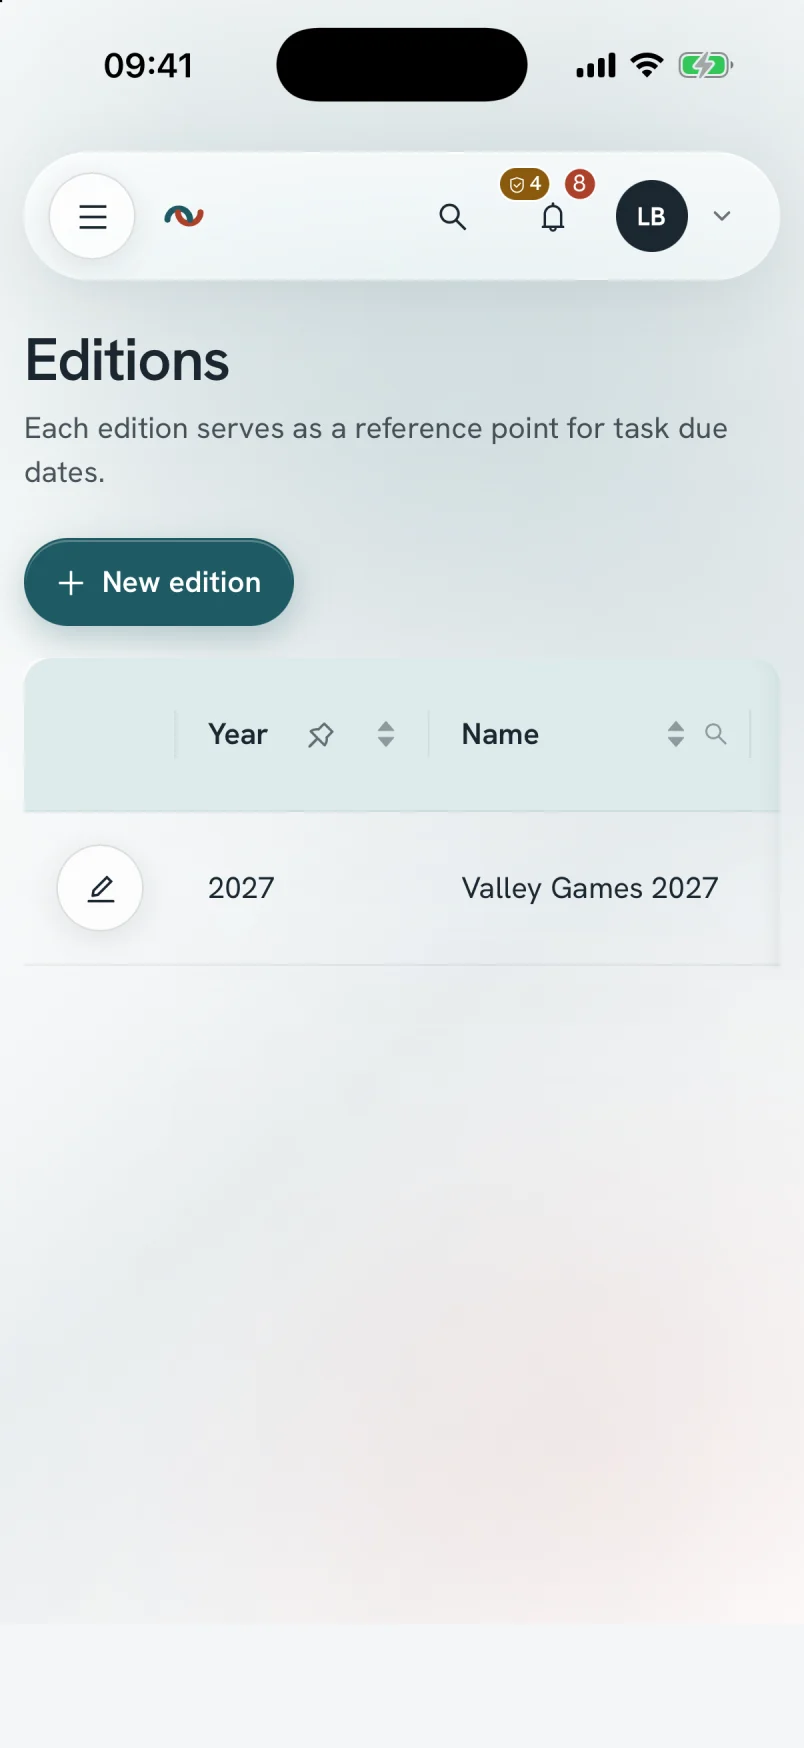 09:41
4
8
LB
Editions
Each edition serves as a reference point for task due
dates.
New edition
Year
Name
2027
Valley Games 2027